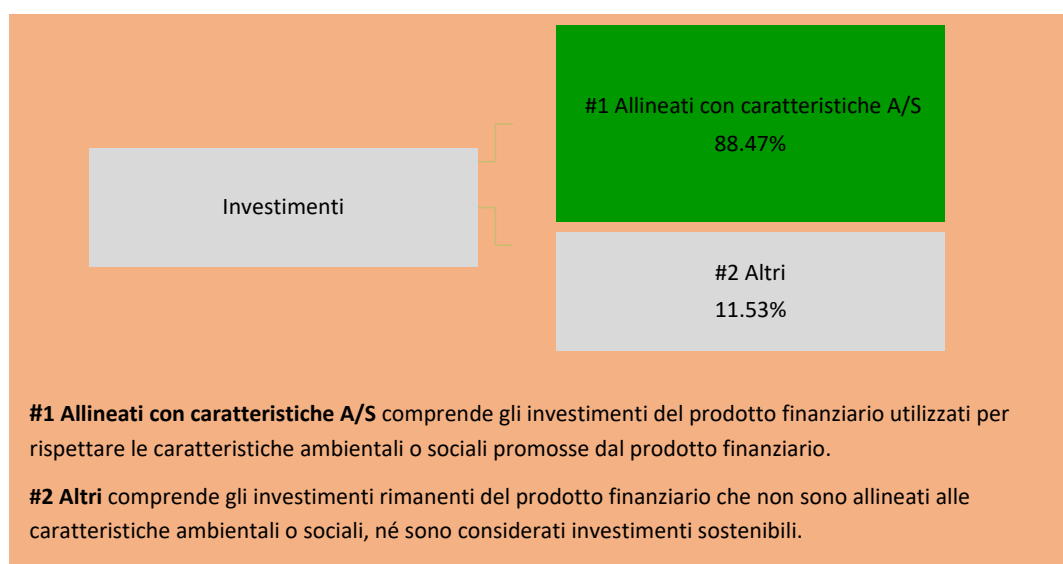 #1 Allineati con caratteristiche A/S
88.47%
Investimenti
#2 Altri
11.53%
#1 Allineati con caratteristiche A/S comprende gli investimenti del prodotto finanziario utilizzati per
rispettare le caratteristiche ambientali o sociali promosse dal prodotto finanziario.
#2 Altri comprende gli investimenti rimanenti del prodotto finanziario che non sono allineati alle
caratteristiche ambientali o sociali, né sono considerati investimenti sostenibili.